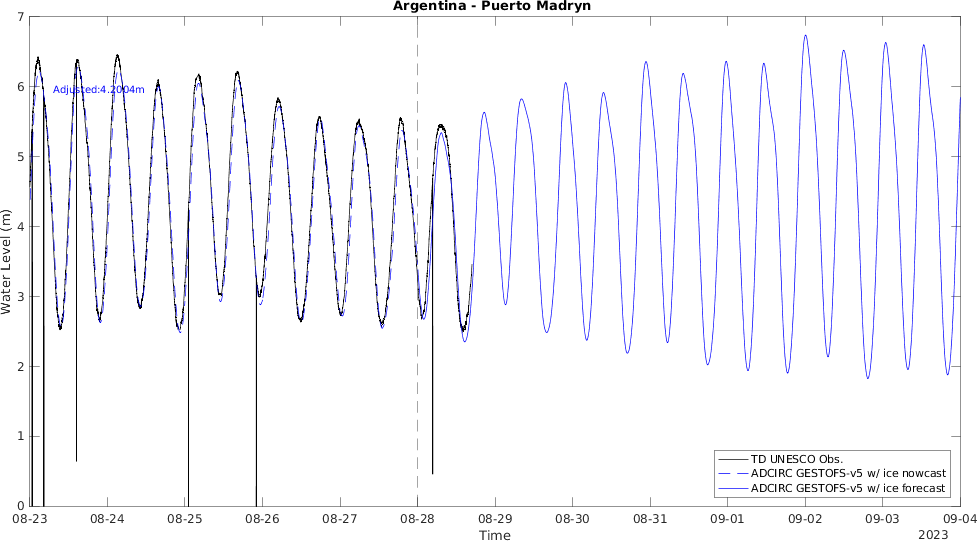 Argentina - Puerto Madryn
7
6
5
4
3
2
1
0
Water Level (m)
Adjusted:4.2004m
TD UNESCO Obs.
ADCIRC GESTOFS-v5 w/ ice nowcast
ADCIRC GESTOFS-v5 w/ ice forecast
08-23 08-24 08-25 08-26 08-27 08-28 08-29 08-30 08-31 09-01 09-02 09-03 09-04
Time
2023